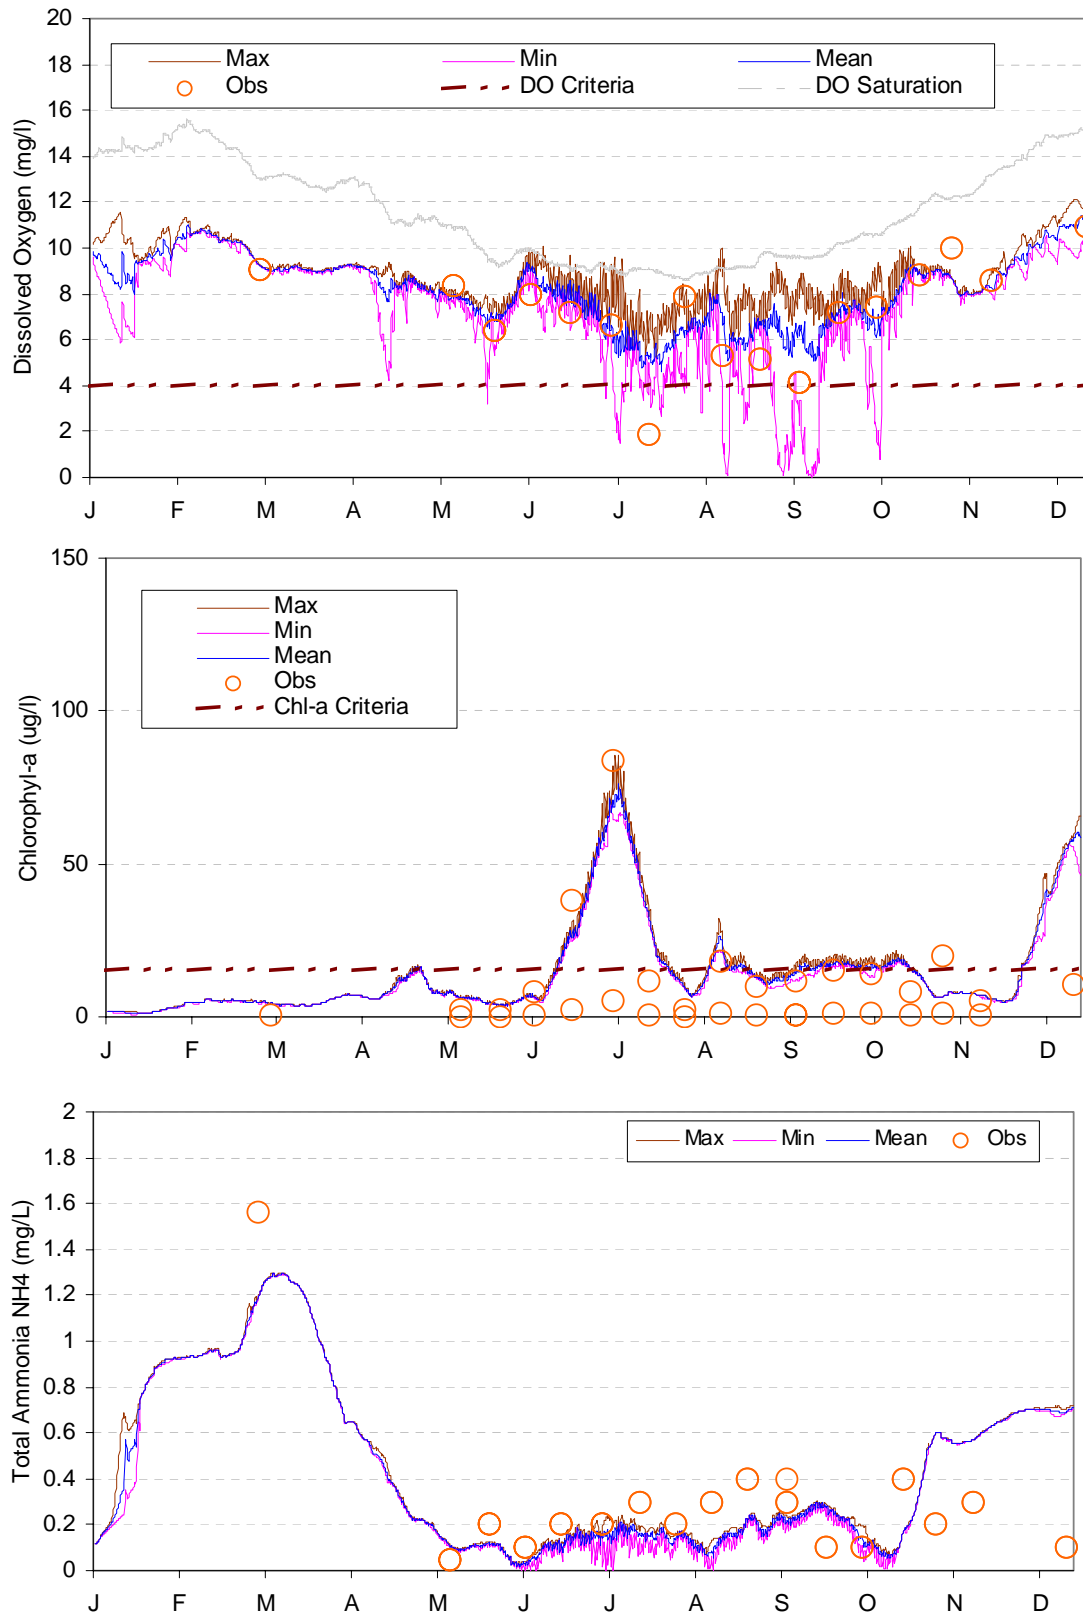 20
18
16
14
12
10
8
6
4
2
0
Dissolved Oxygen (mg/l)
Max Min Mean
Obs DO Criteria DO Saturation
J F M A M J J A S O N D
150
100
50
0
Chlorophyl-a (ug/l)
Max
Min
Mean
Obs
Chl-a Criteria
J F M A M J J A S O N D
2
1.8
1.6
1.4
1.2
1
0.8
0.6
0.4
0.2
0
Total Ammonia NH4 (mg/L)
Max Min Mean Obs
J F M A M J J A S O N D